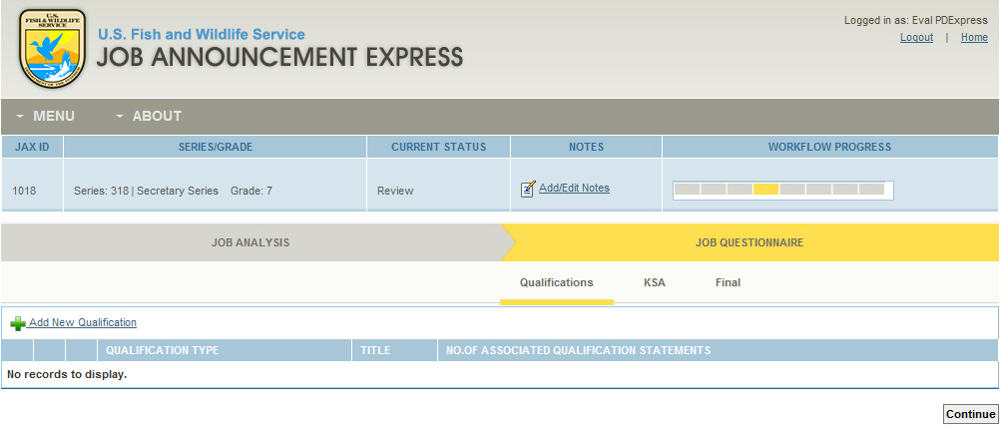 U.S.
FISH & WILDLIFE
SERVICE
U.S. Fish and Wildlife Service
JOB ANNOUNCEMENT EXPRESS
Logged in as: Eval PDExpress
Logout | Home
MENU ABOUT
JAX ID SERIES/GRADE CURRENT STATUS NOTES WORKFLOW PROGRESS
1018 Series: 318 | Secretary Series Grade: 7 Review Add/Edit Notes
JOB ANALYSIS JOB QUESTIONNAIRE
Qualifications KSA Final
Add New Qualification
QUALIFICATION TYPE TITLE NO.OF ASSOCIATED QUALIFICATION STATEMENTS
No records to display.
Continue